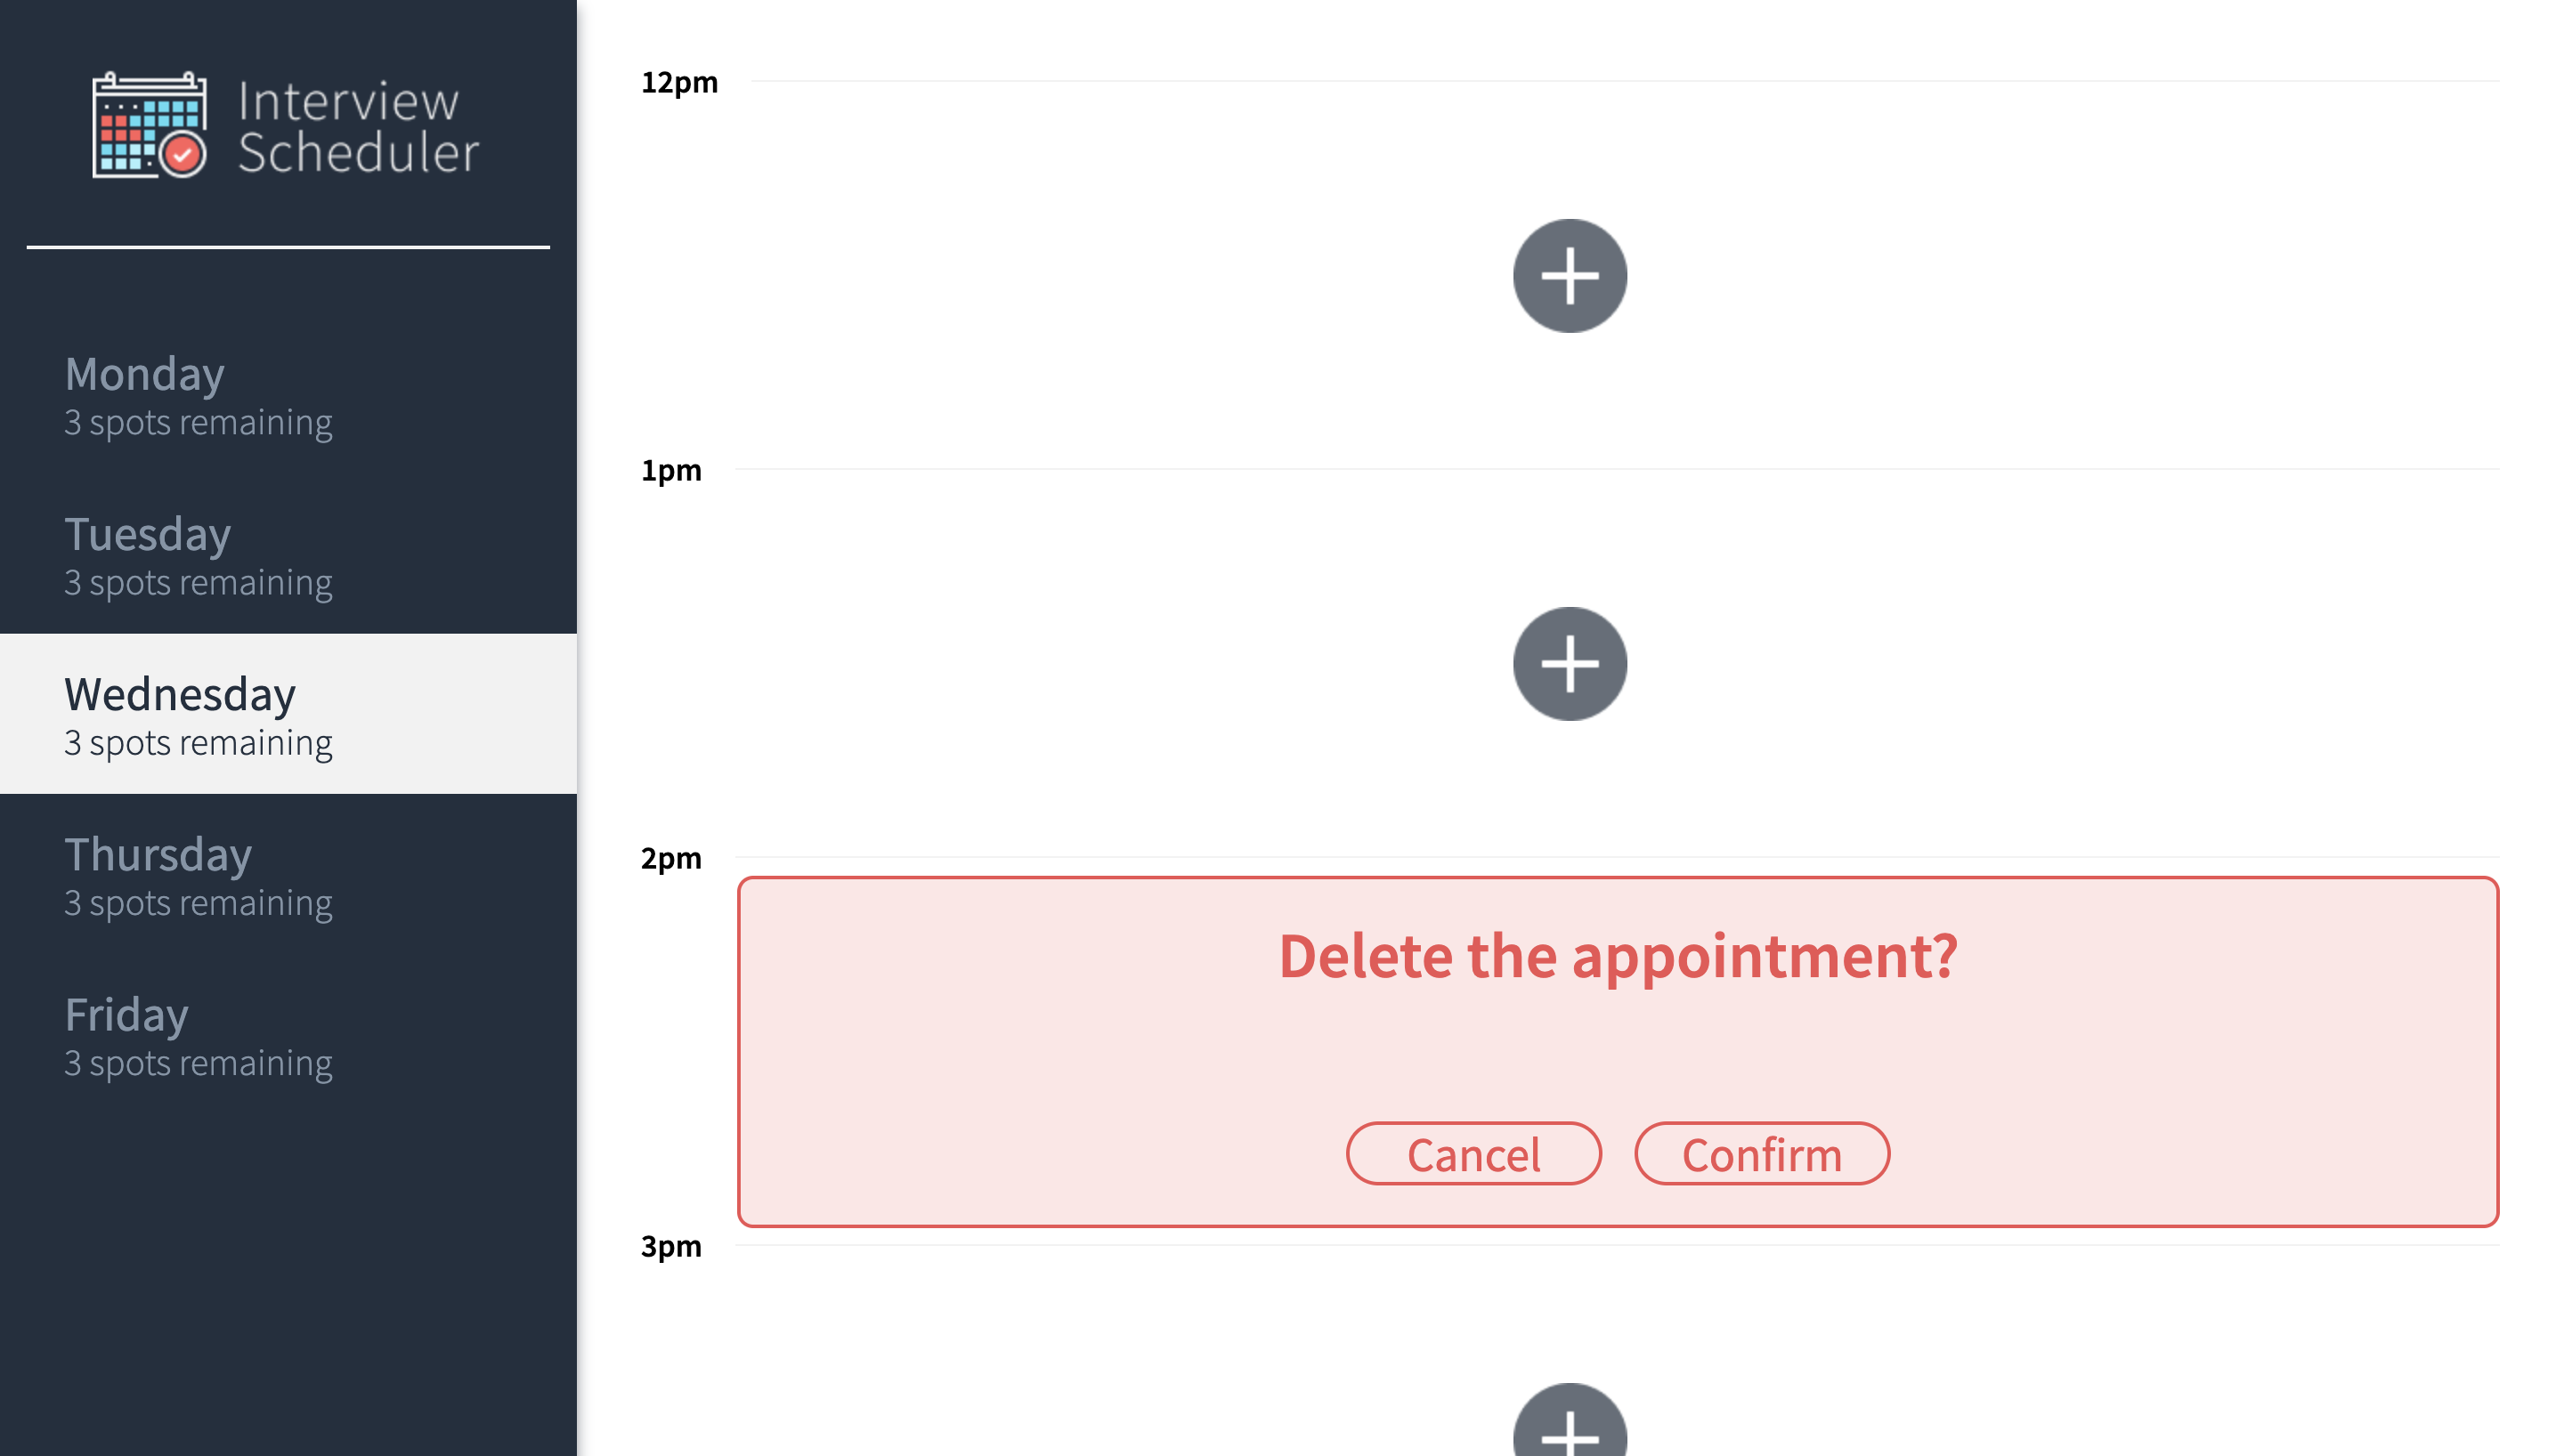 Interview
Scheduler
Monday
3 spots remaining
Tuesday
3 spots remaining
Wednesday
3 spots remaining
Thursday
3 spots remaining
Friday
3 spots remaining
12pm
1pm
2pm
Delete the appointment?
Cancel Confirm
3pm